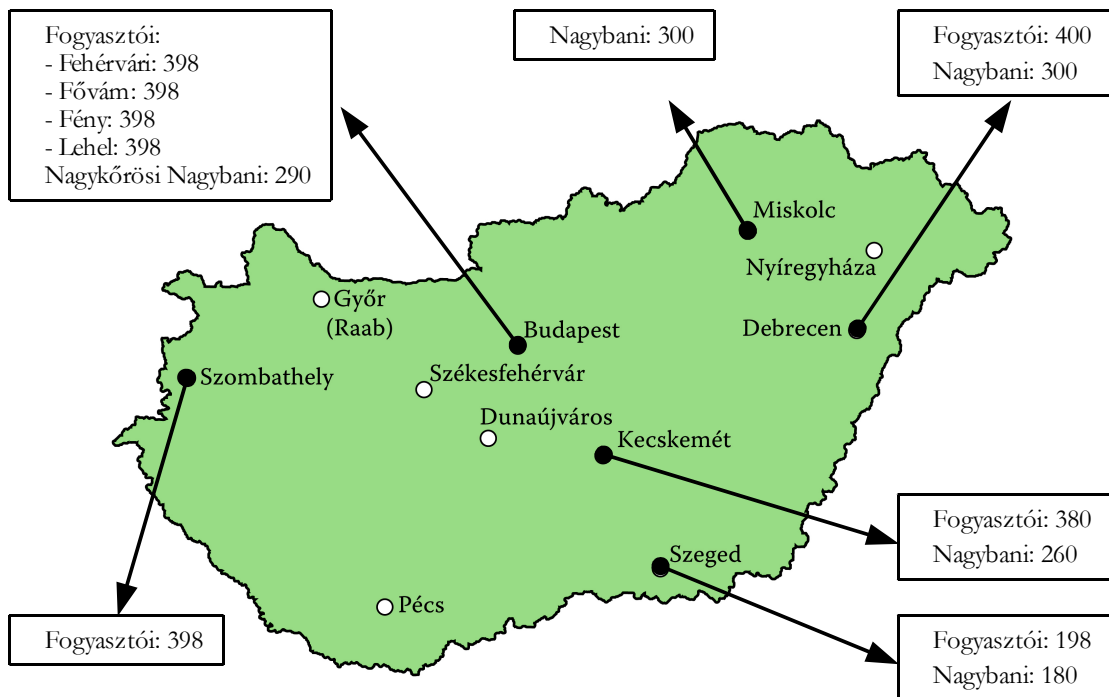 Fogyasztói:
- Fehérvári: 398
- Fővám: 398
- Fény: 398
- Lehel: 398
Nagykőrösi Nagybani: 290
Nagybani: 300
Fogyasztói: 400
Nagybani: 300
Miskolc
Nyíregyháza
Győr
(Raab)
Budapest
Debrecen
Szombathely
Székesfehérvár
Dunaújváros
Kecskemét
Fogyasztói: 380
Nagybani: 260
Szeged
Pécs
Fogyasztói: 398
Fogyasztói: 198
Nagybani: 180